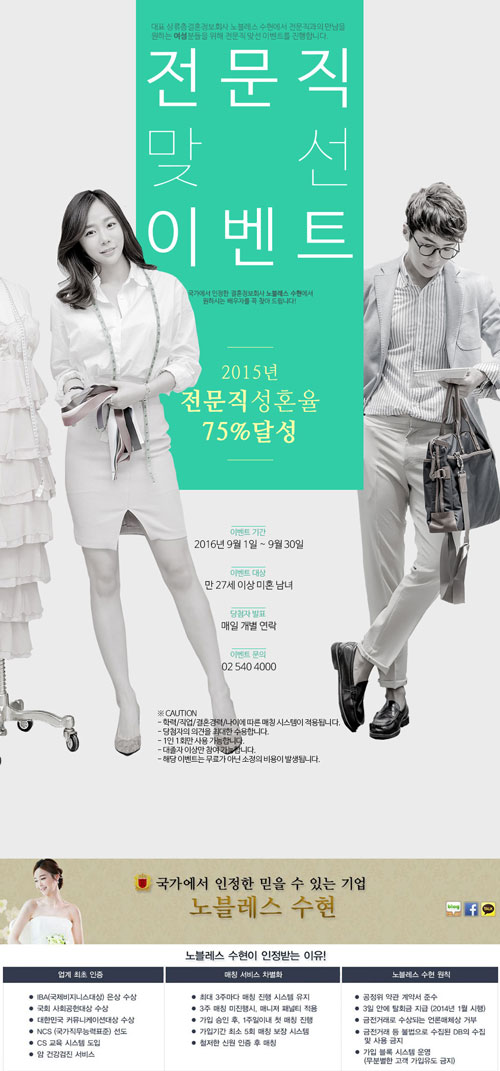 대표 상류층결혼정보회사 노블레스 수현에서 전문직과의 만남을
원하는 여성분들을 위해 전문직 맞선 이벤트를 진행합니다.
전문직
맞선
이벤트
국가에서 인정한 결혼정보회사 노블레스 수현에서
원하시는 배우자를 꼭 찾아 드립니다!
2015년
전문직성혼율
75%달성
이벤트 기간
2016년 9월 1일 ~ 9월 30일
이벤트 대상
만 27세 이상 미혼 남녀
당첨자 발표
매일 개별 연락
이벤트 문의
02 540 4000
※ CAUTION
- 학력/직업/결혼경력/나이에 따른 매칭 시스템이 적용됩니다.
- 당첨자의 의견을 최대한 수용합니다.
- 1인 1회만 사용 가능합니다.
- 대졸자 이상만 참여 가능합니다.
- 해당 이벤트는 무료가 아닌 소정의 비용이 발생됩니다.
국가에서 인정한 믿을 수 있는 기업
노블레스 수현
blog
f
TALK
노블레스 수현이 인정받는 이유!
업계 최초 인증
● IBA(국제비지니스대상) 은상 수상
● 국회 사회공헌대상 수상
● 대한민국 커뮤니케이션대상 수상
● NCS (국가직무능력표준) 선도
● CS 교육 시스템 도입
● 암 건강검진 서비스
매칭 서비스 차별화
● 최대 3주마다 매칭 진행 시스템 유지
● 3주 매칭 미진행시, 매니저 패널티 적용
● 가입 승인 후, 1주일이내 첫 매칭 진행
● 가입기간 최소 5회 매칭 보장 시스템
● 철저한 신원 인증 후 매칭
노블레스 수현 원칙
● 공정위 약관 계약서 준수
● 3일 안에 탈회금 지급 (2014년 1월 시행)
● 금전거래로 수상되는 언론매체상 거부
● 금전거래 등 불법으로 수집된 DB의 수집
및 사용 금지
● 가입 블록 시스템 운영
(무분별한 고객 가입유도 금지)